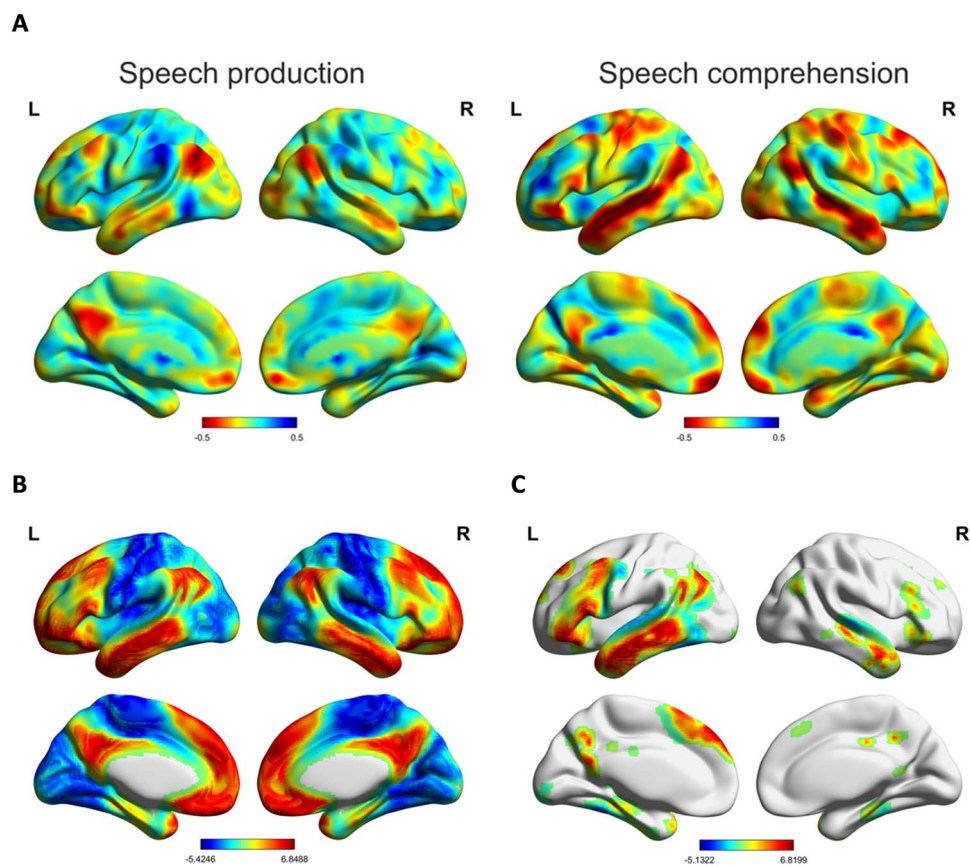 A
Speech production
Speech comprehension
L
R
L
R
-0.5
0.5
-0.5
0.5
B
C
L
R
L
R
-5.4246
6.8488
-5.1322
6.8199